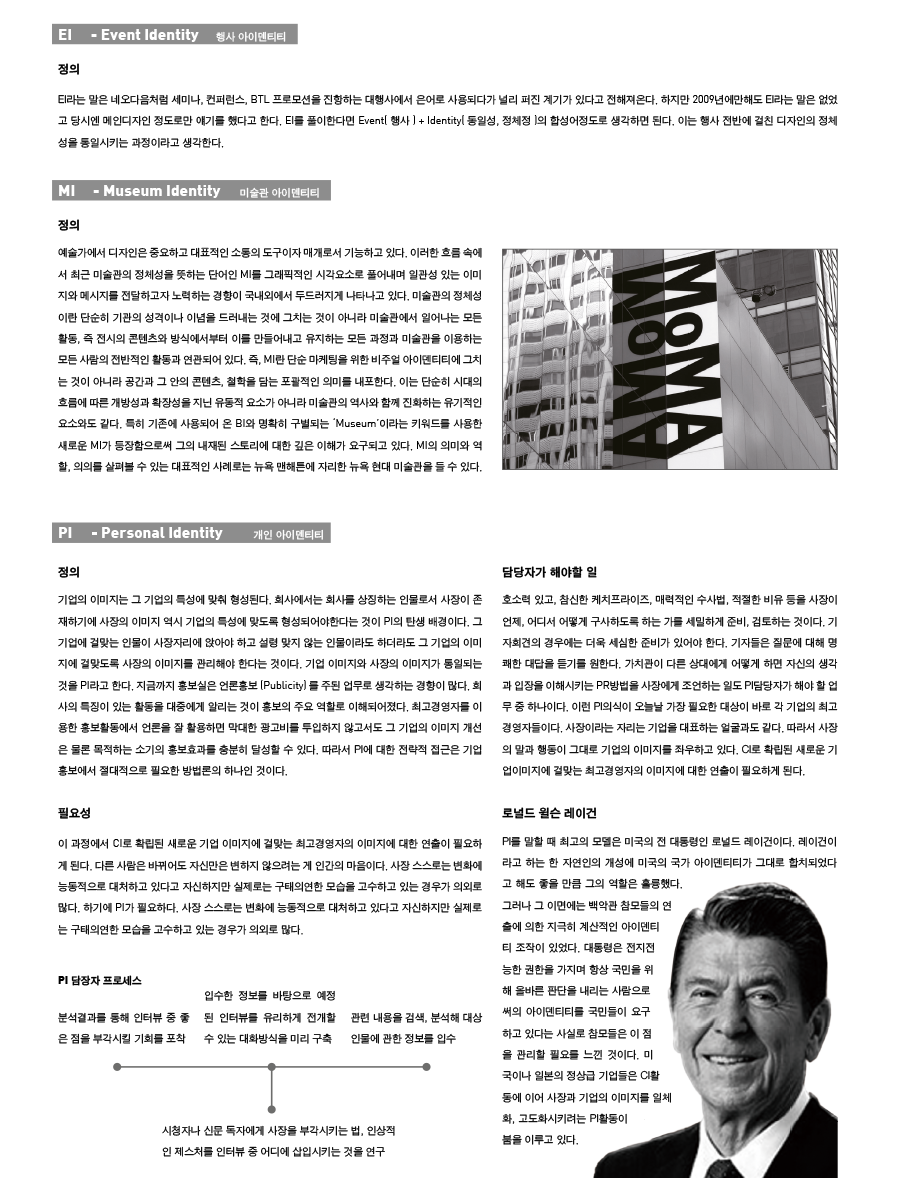 EI - Event Identity 행사 아이덴티티
정의
EI라는 말은 네오다음처럼 세미나, 컨퍼런스, BTL 프로모션을 진항하는 대행사에서 은어로 사용되다가 널리 퍼진 계기가 있다고 전해져온다. 하지만 2009년에만해도 EI라는 말은 없었
고 당시엔 메인디자인 정도로만 얘기를 했다고 한다. EI를 풀이한다면 Event( 행사 ) + Identity( 동일성, 정체정 )의 합성어정도로 생각하면 된다. 이는 행사 전반에 걸친 디자인의 정체
성을 통일시키는 과정이라고 생각한다.
MI - Museum Identity 미술관 아이덴티티
정의
예술가에서 디자인은 중요하고 대표적인 소통의 도구이자 매개로서 기능하고 있다. 이러한 흐름 속에
서 최근 미술관의 정체성을 뜻하는 단어인 MI를 그래픽적인 시각요소로 풀어내며 일관성 있는 이미
지와 메시지를 전달하고자 노력하는 경향이 국내외에서 두드러지게 나타나고 있다. 미술관의 정체성
이란 단순히 기관의 성격이나 이념을 드러내는 것에 그치는 것이 아니라 미술관에서 일어나는 모든
활동, 즉 전시의 콘텐츠와 방식에서부터 이를 만들어내고 유지하는 모든 과정과 미술관을 이용하는
모든 사람의 전반적인 활동과 연관되어 있다. 즉, MI란 단순 마케팅을 위한 비주얼 아이덴티티에 그치
는 것이 아니라 공간과 그 안의 콘텐츠, 철학을 담는 포괄적인 의미를 내포한다. 이는 단순히 시대의
흐름에 따른 개방성과 확장성을 지닌 유동적 요소가 아니라 미술관의 역사와 함께 진화하는 유기적인
요소와도 같다. 특히 기존에 사용되어 온 BI와 명확히 구별되는 ‘Museum’이라는 키워드를 사용한
새로운 MI가 등장함으로써 그의 내재된 스토리에 대한 깊은 이해가 요구되고 있다. MI의 의미와 역
할, 의의를 살펴볼 수 있는 대표적인 사례로는 뉴욕 맨해튼에 자리한 뉴욕 현대 미술관을 들 수 있다.
MoMA
MoMA
PI - Personal Identity 개인 아이덴티티
정의
기업의 이미지는 그 기업의 특성에 맞춰 형성된다. 회사에서는 회사를 상징하는 인물로서 사장이 존
재하기에 사장의 이미지 역시 기업의 특성에 맞도록 형성되어야한다는 것이 PI의 탄생 배경이다. 그
기업에 걸맞는 인물이 사장자리에 앉아야 하고 설령 맞지 않는 인물이라도 하더라도 그 기업의 이미
지에 걸맞도록 사장의 이미지를 관리해야 한다는 것이다. 기업 이미지와 사장의 이미지가 통일되는
것을 PI라고 한다. 지금까지 홍보실은 언론홍보 (Publicity) 를 주된 업무로 생각하는 경향이 많다. 회
사의 특징이 있는 활동을 대중에게 알리는 것이 홍보의 주요 역할로 이해되어졌다. 최고경영자를 이
용한 홍보활동에서 언론을 잘 활용하면 막대한 광고비를 투입하지 않고서도 그 기업의 이미지 개선
은 물론 목적하는 소기의 홍보효과를 충분히 달성할 수 있다. 따라서 PI에 대한 전략적 접근은 기업
홍보에서 절대적으로 필요한 방법론의 하나인 것이다.
필요성
이 과정에서 CI로 확립된 새로운 기업 이미지에 걸맞는 최고경영자의 이미지에 대한 연출이 필요하
게 된다. 다른 사람은 바뀌어도 자신만은 변하지 않으려는 게 인간의 마음이다. 사장 스스로는 변화에
능동적으로 대처하고 있다고 자신하지만 실제로는 구태의연한 모습을 고수하고 있는 경우가 의외로
많다. 하기에 PI가 필요하다. 사장 스스로는 변화에 능동적으로 대처하고 있다고 자신하지만 실제로
는 구태의연한 모습을 고수하고 있는 경우가 의외로 많다.
PI 담장자 프로세스
분석결과를 통해 인터뷰 중 좋
은 점을 부각시킬 기회를 포착
입수한 정보를 바탕으로 예정
된 인터뷰를 유리하게 전개할
수 있는 대화방식을 미리 구축
관련 내용을 검색, 분석해 대상
인물에 관한 정보를 입수
시청자나 신문 독자에게 사장을 부각시키는 법, 인상적
인 제스처를 인터뷰 중 어디에 삽입시키는 것을 연구
담당자가 해야할 일
호소력 있고, 참신한 케치프라이즈, 매력적인 수사법, 적절한 비유 등을 사장이
언제, 어디서 어떻게 구사하도록 하는 가를 세밀하게 준비, 검토하는 것이다. 기
자회견의 경우에는 더욱 세심한 준비가 있어야 한다. 기자들은 질문에 대해 명
쾌한 대답을 듣기를 원한다. 가치관이 다른 상대에게 어떻게 하면 자신의 생각
과 입장을 이해시키는 PR방법을 사장에게 조언하는 일도 PI담당자가 해야 할 업
무 중 하나이다. 이런 PI의식이 오늘날 가장 필요한 대상이 바로 각 기업의 최고
경영자들이다. 사장이라는 자리는 기업을 대표하는 얼굴과도 같다. 따라서 사장
의 말과 행동이 그대로 기업의 이미지를 좌우하고 있다. CI로 확립된 새로운 기
업이미지에 걸맞는 최고경영자의 이미지에 대한 연출이 필요하게 된다.
로널드 윌슨 레이건
PI를 말할 때 최고의 모델은 미국의 전 대통령인 로널드 레이건이다. 레이건이
라고 하는 한 자연인의 개성에 미국의 국가 아이덴티티가 그대로 합치되었다
고 해도 좋을 만큼 그의 역할은 훌륭했다.
그러나 그 이면에는 백악관 참모들의 연
출에 의한 지극히 계산적인 아이덴티
티 조작이 있었다. 대통령은 전지전
능한 권한을 가지며 항상 국민을 위
해 올바른 판단을 내리는 사람으로
써의 아이덴티티를 국민들이 요구
하고 있다는 사실로 참모들은 이 점
을 관리할 필요를 느낀 것이다. 미
국이나 일본의 정상급 기업들은 CI활
동에 이어 사장과 기업의 이미지를 일체
화, 고도화시키려는 PI활동이
붐을 이루고 있다.